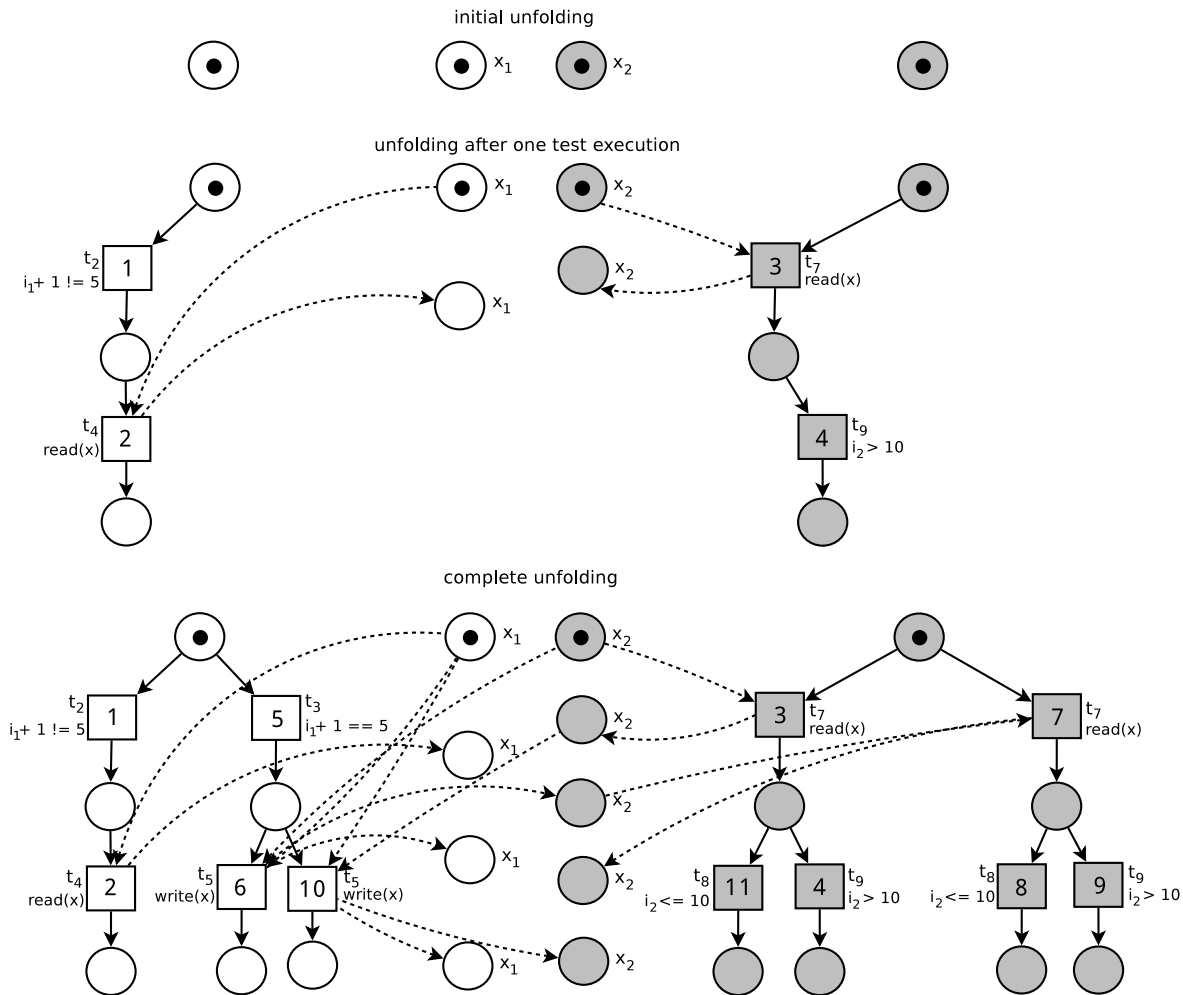 initial unfolding
x1
x2
unfolding after one test execution
x1
x2
t2
i1+ 1 != 5
1
x2
3
t7
read(x)
x1
t4
read(x)
2
4
t9
i2> 10
complete unfolding
x1
x2
t2
i1+ 1 != 5
1
5
t3
i1+ 1 == 5
x1
x2
3
t7
read(x)
7
t7
read(x)
x2
x1
t4
read(x)
2
t5
write(x)
6
10
t5
write(x)
x2
t8
i2<= 10
11
4
t9
i2> 10
t8
i2<= 10
8
9
t9
i2> 10
x1
x2